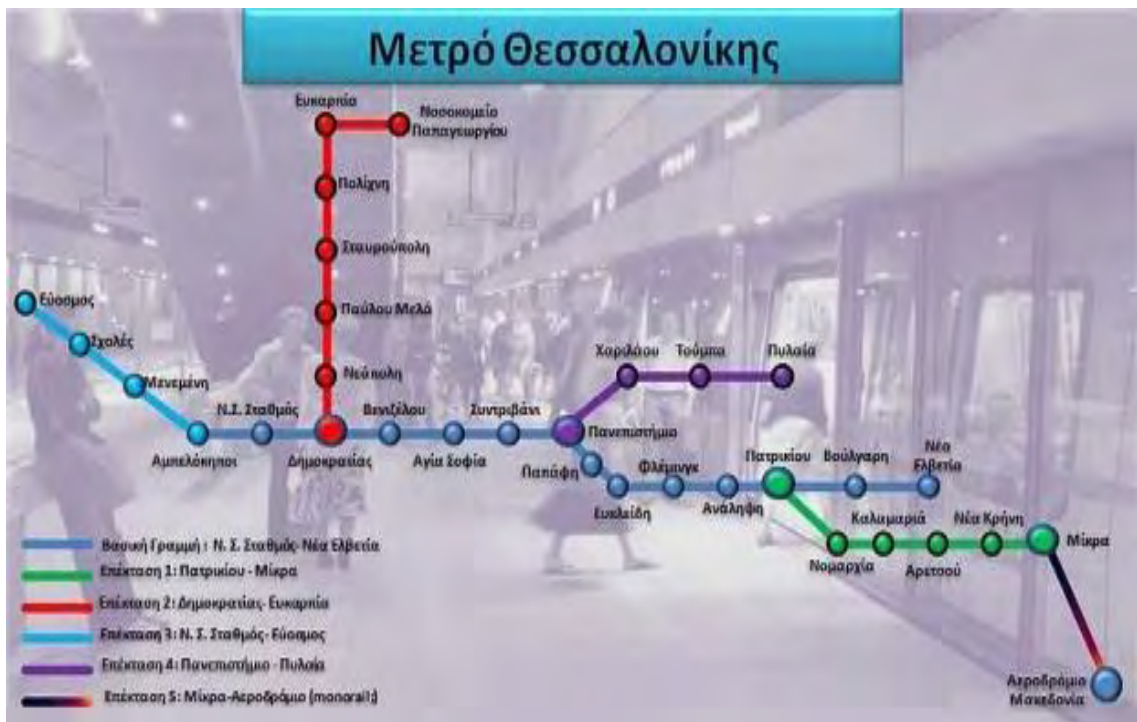 Μετρό Θεσσαλονίκης
Ευκαρπία
Νοσοκομείο
Παπαγεωργίου
Πολίχνη
Σταυρούπολη
Εύοσμος
Παύλου Μελά
Σχολές
Χαριλάου
Τούμπα
Πυλαία
Μενεμένη
Νεάπολη
Ν.Σ. Σταθμός
Βενιζέλου
Συντριβάνι
Πανεπιστήμιο
Αμπελόκηποι
Δημοκρατίας
Αγία Σοφία
Παπάφη
Φλέμινγκ
Πατρικίου
Βούλγαρη
Νέα
Ελβετία
Ευκλείδη
Ανάληψη
Καλαμαριά
Νέα Κρήνη
Μίκρα
Νομαρχία
Αρετσού
Βασική Γραμμή : Ν. Σ. Σταθμός- Νέα Ελβετία
Επέκταση 1: Πατρικίου - Μίκρα
Επέκταση 2: Δημοκρατίας- Ευκαρπία
Επέκταση 3: Ν. Σ. Σταθμός- Εύοσμος
Επέκταση 4: Πανεπιστήμιο - Πυλαία
Επέκταση 5: Μίκρα-Αεροδρόμιο (monorail;)
Αεροδρόμιο
Μακεδονία